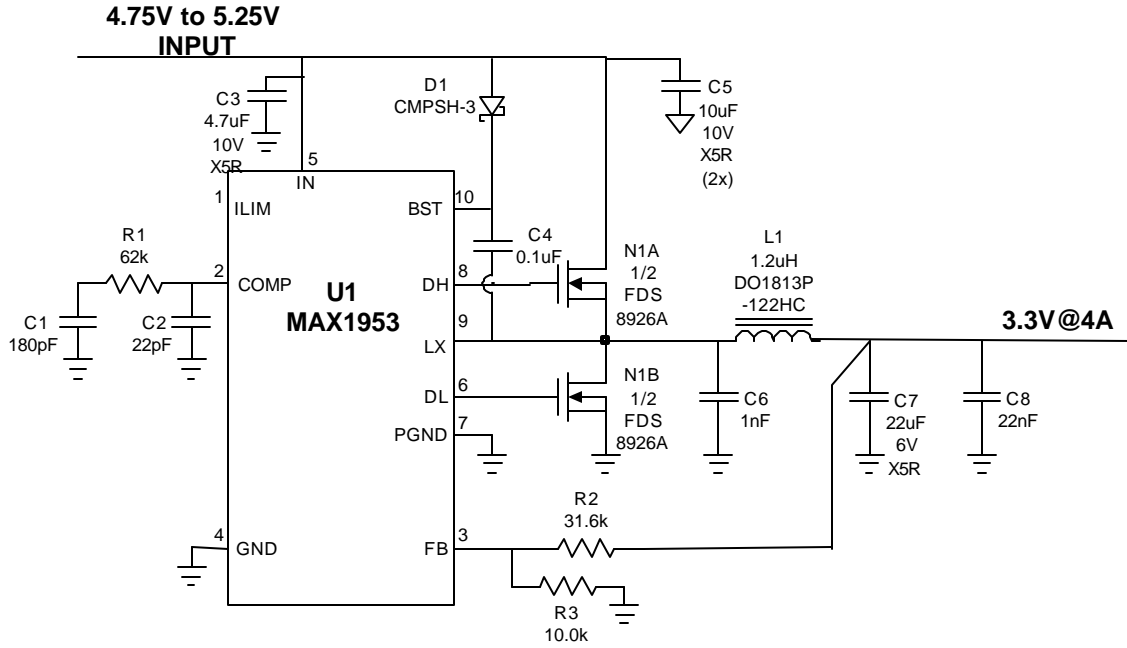 4.75V to 5.25V
INPUT
C3
4.7uF
10V
X5R
D1
CMPSH-3
C5
10uF
10V
X5R
(2x)
5
IN
1
ILIM
10
BST
R1
62k
2
COMP
C1
180pF
C2
22pF
U1
MAX1953
C4
0.1uF
8
DH
9
LX
6
DL
7
PGND
N1A
1/2
FDS
8926A
N1B
1/2
FDS
8926A
L1
1.2uH
DO1813P
-122HC
3.3V@4A
C6
1nF
C7
22uF
6V
X5R
C8
22nF
4
GND
3
FB
R2
31.6k
R3
10.0k